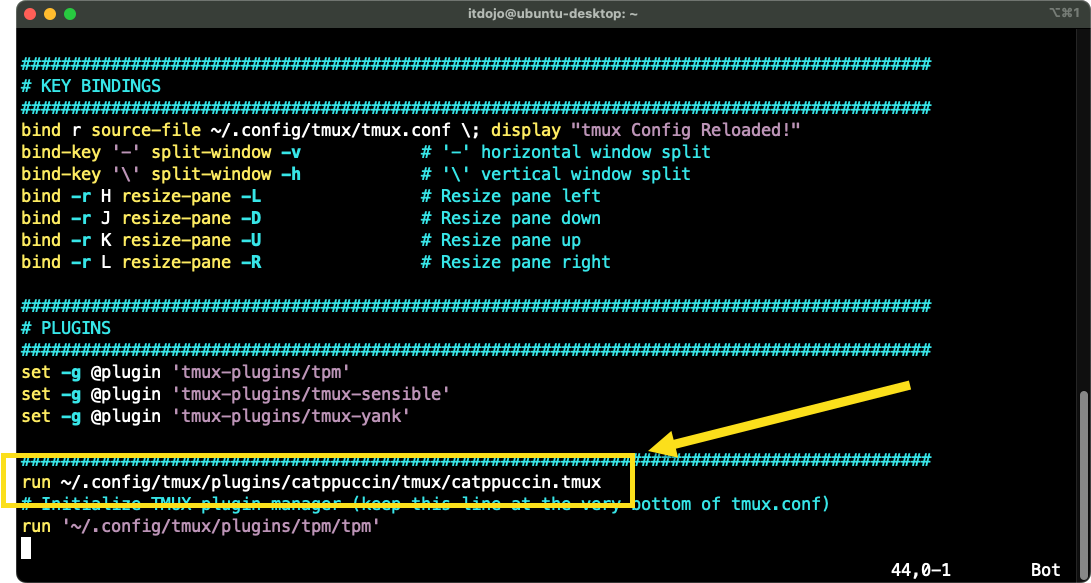 itdojo@ubuntu-desktop: ~
⌥⌘1
###########################################################################################
# KEY BINDINGS
###########################################################################################
bind r source-file ~/.config/tmux/tmux.conf \; display "tmux Config Reloaded!"
bind-key '-' split-window -v            # '-' horizontal window split
bind-key '\' split-window -h            # '\' vertical window split
bind -r H resize-pane -L                # Resize pane left
bind -r J resize-pane -D                # Resize pane down
bind -r K resize-pane -U                # Resize pane up
bind -r L resize-pane -R                # Resize pane right
###########################################################################################
# PLUGINS
###########################################################################################
set -g @plugin 'tmux-plugins/tpm'
set -g @plugin 'tmux-plugins/tmux-sensible'
set -g @plugin 'tmux-plugins/tmux-yank'
###########################################################################################
run ~/.config/tmux/plugins/catppuccin/tmux/catppuccin.tmux
# Initialize TMUX plugin manager (keep this line at the very bottom of tmux.conf)
run '~/.config/tmux/plugins/tpm/tpm'
44,0-1        Bot